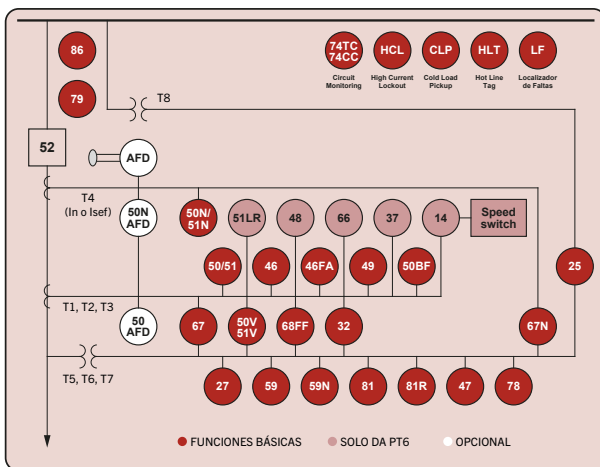 86
74TC
74CC
HCL
CLP
HLT
LF
Circuit
Monitoring
High Current
Lockout
Cold Load
Pickup
Hot Line
Tag
Localizador
de Faltas
79
T8
52
AFD
T4
(In o Isef)
50N
AFD
50N/
51N
51LR
48
66
37
14
Speed
switch
50/51
46
46FA
49
50BF
25
T1, T2, T3
50
AFD
67
50V
51V
68FF
32
67N
T5, T6, T7
27
59
59N
81
81R
47
78
FUNCIONES BÁSICAS
SOLO DA PT6
OPCIONAL